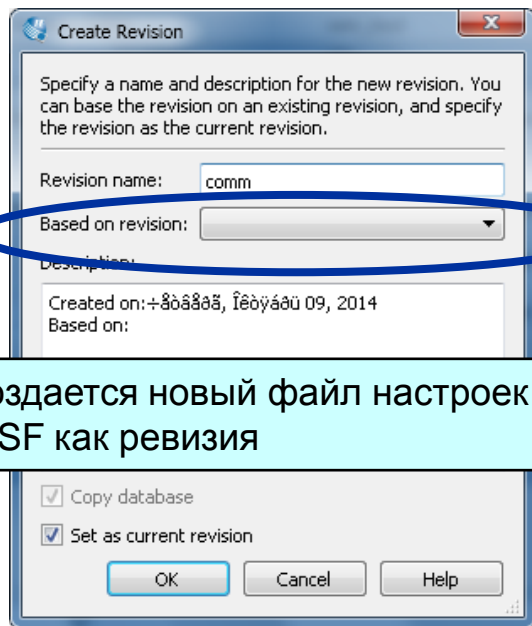 Create Revision
Specify a name and description for the new revision. You
can base the revision on an existing revision, and specify
the revision as the current revision.
Revision name: comm
Based on revision:
Description:
Created on:÷åòâåðã, Îêòÿáðü 09, 2014
Based on:
оздается новый файл настроек
SF как ревизия
Copy database
Set as current revision
OK Cancel Help